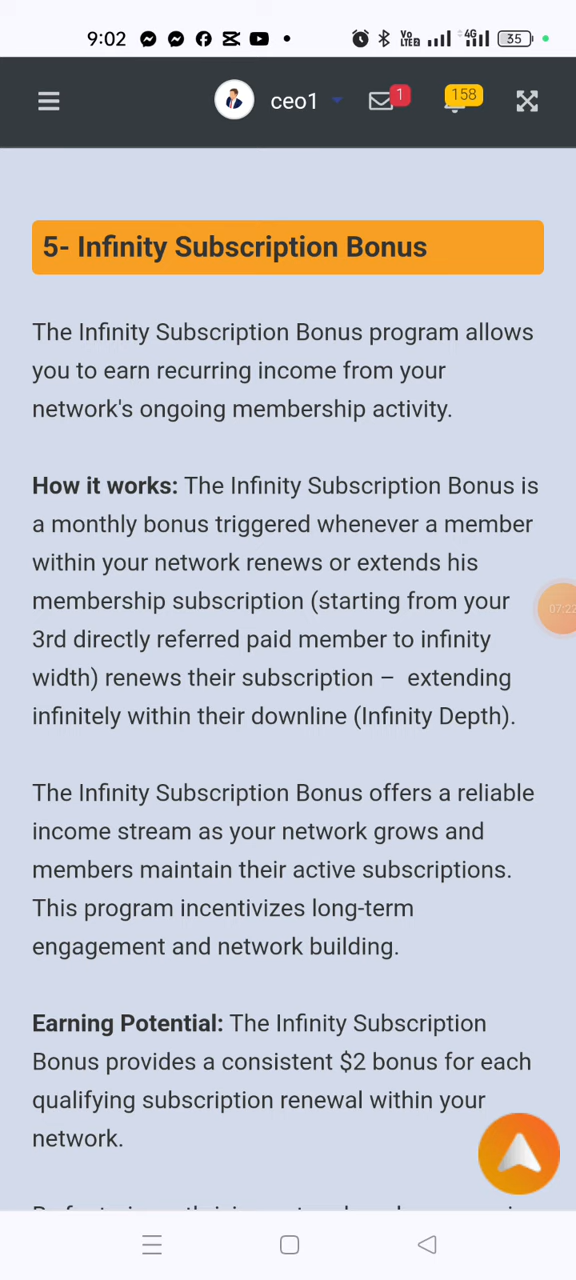 9:02
Vo LTE2
4G
35
ceo1
1
158
5- Infinity Subscription Bonus
The Infinity Subscription Bonus program allows
you to earn recurring income from your
network's ongoing membership activity.
How it works: The Infinity Subscription Bonus is
a monthly bonus triggered whenever a member
within your network renews or extends his
membership subscription (starting from your
07:22
3rd directly referred paid member to infinity
width) renews their subscription – extending
infinitely within their downline (Infinity Depth).
The Infinity Subscription Bonus offers a reliable
income stream as your network grows and
members maintain their active subscriptions.
This program incentivizes long-term
engagement and network building.
Earning Potential: The Infinity Subscription
Bonus provides a consistent $2 bonus for each
qualifying subscription renewal within your
network.